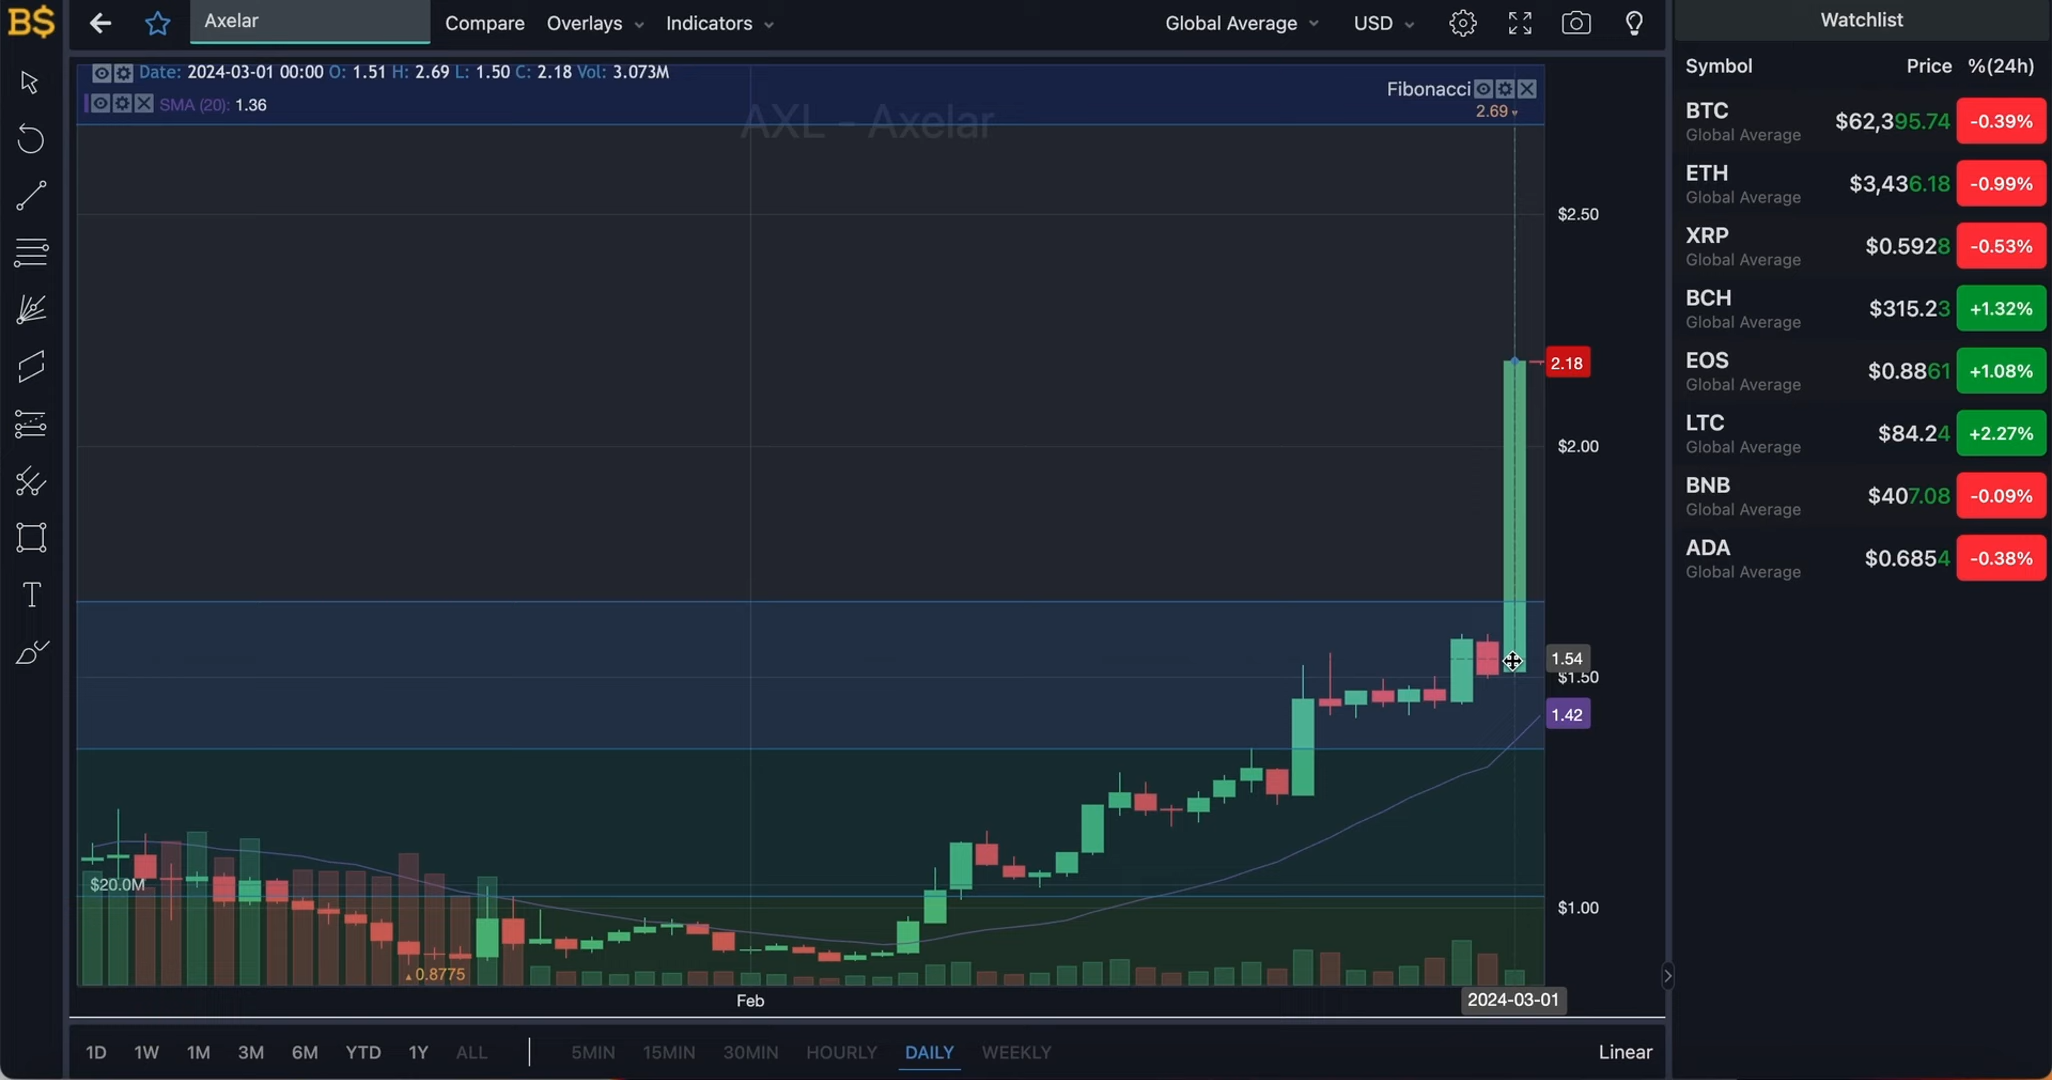 B$
Axelar Compare Overlays Indicators Global Average USD
Date: 2024-03-01 00:00 O: 1.51 H: 2.69 L: 1.50 C: 2.18 Vol: 3.073M
SMA (20): 1.36
Fibonacci
2.69
AXL - Axelar
$2.50
2.18
$2.00
1.54
$1.50
1.42
$1.00
$20.0M
0.8775
Feb
2024-03-01
1D 1W 1M 3M 6M YTD 1Y ALL 5MIN 15MIN 30MIN HOURLY DAILY WEEKLY Linear
T
Watchlist
Symbol Price %(24h)
BTC $62,395.74 -0.39%
Global Average
ETH $3,436.18 -0.99%
Global Average
XRP $0.5928 -0.53%
Global Average
BCH $315.23 +1.32%
Global Average
EOS $0.8861 +1.08%
Global Average
LTC $84.24 +2.27%
Global Average
BNB $407.08 -0.09%
Global Average
ADA $0.6854 -0.38%
Global Average